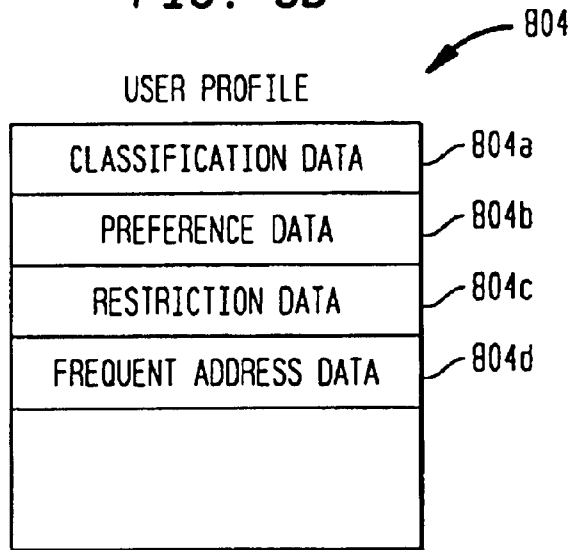 804
USER PROFILE
CLASSIFICATION DATA 804a
PREFERENCE DATA 804b
RESTRICTION DATA 804c
FREQUENT ADDRESS DATA 804d